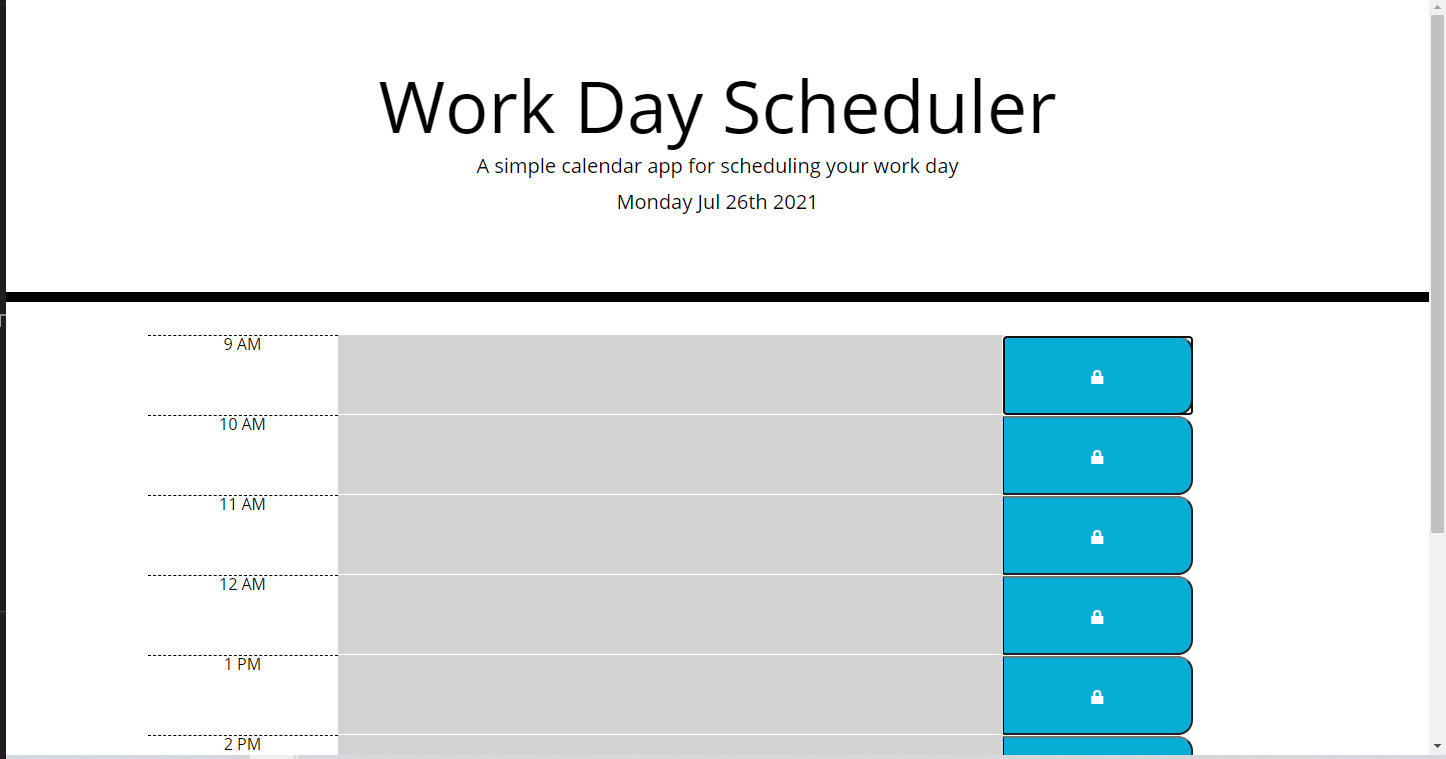 Work Day Scheduler
A simple calendar app for scheduling your work day
Monday Jul 26th 2021
9 AM
10 AM
11 AM
12 AM
1 PM
2 PM